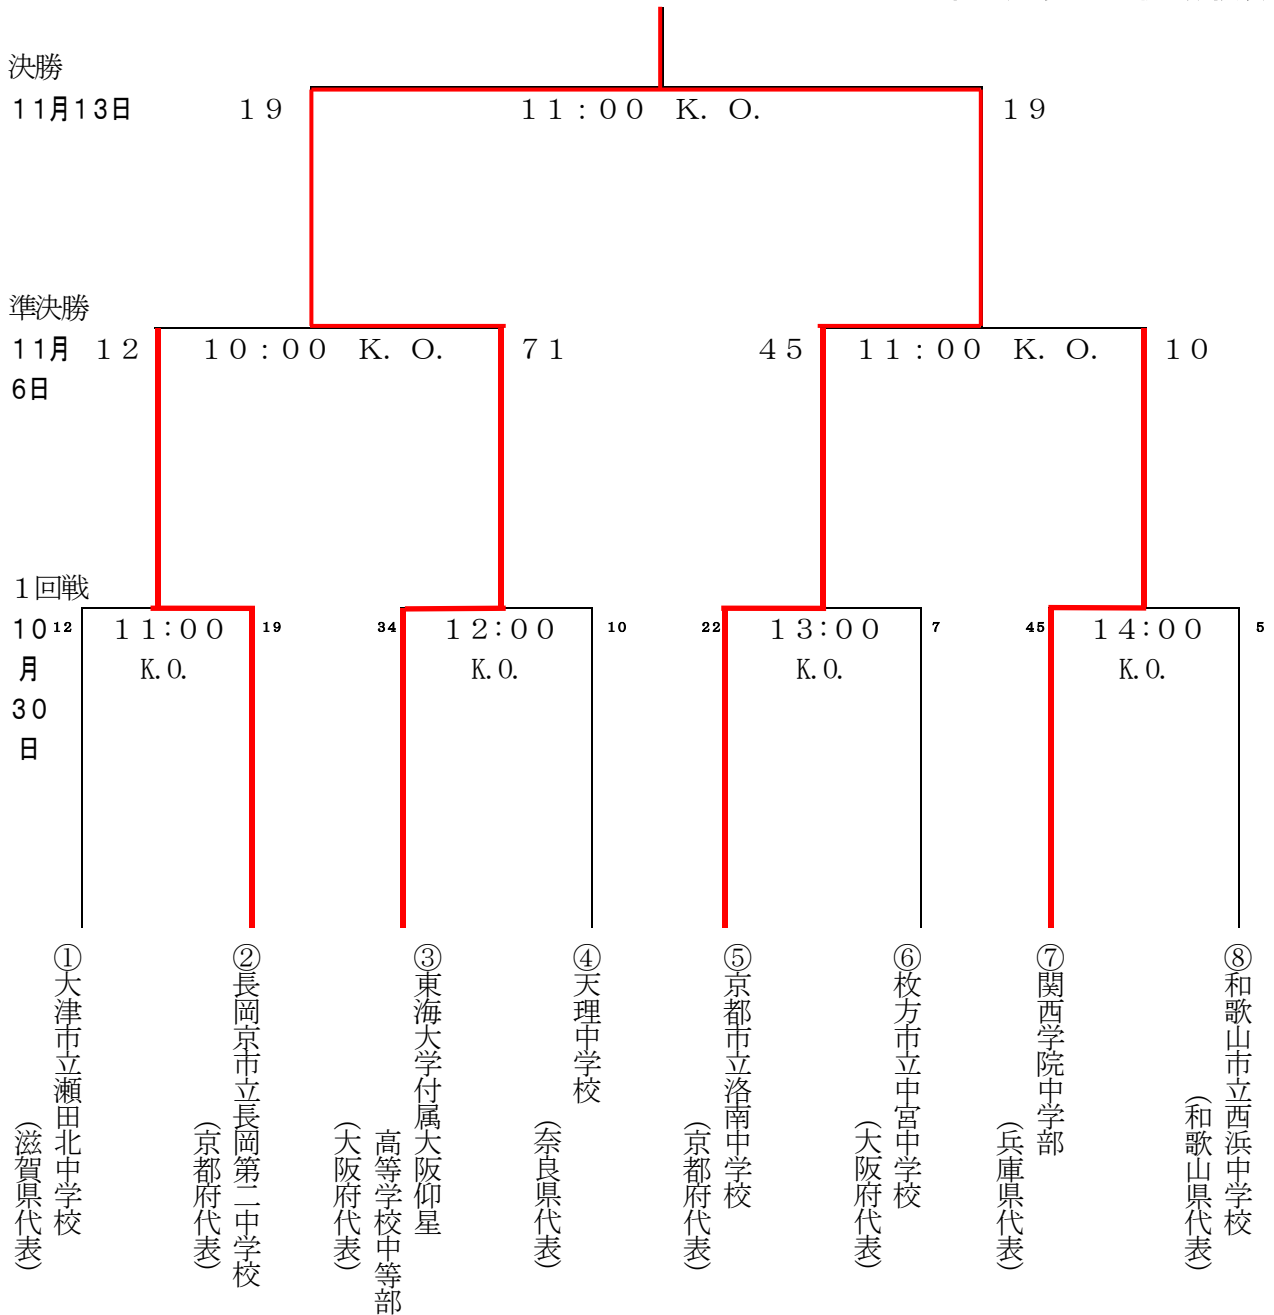 決勝
11月13日 １９ １１：００ Ｋ．Ｏ． １９
準決勝
11月 １２ １０：００ Ｋ．Ｏ． ７１ ４５ １１：００ Ｋ．Ｏ． １０
6日
１回戦
10 12 １１：００ 19 34 １２：００ 10 22 １３：００ 7 45 １４：００ 5
月 K.O. K.O. K.O. K.O.
30
日
①大津市立瀬田北中学校
（滋賀県代表）
②長岡京市立長岡第二中学校
（京都府代表）
③東海大学付属大阪仰星
高等学校中等部
（大阪府代表）
④天理中学校
（奈良県代表）
⑤京都市立洛南中学校
（京都府代表）
⑥枚方市立中宮中学校
（大阪府代表）
⑦関西学院中学部
（兵庫県代表）
⑧和歌山市立西浜中学校
（和歌山県代表）